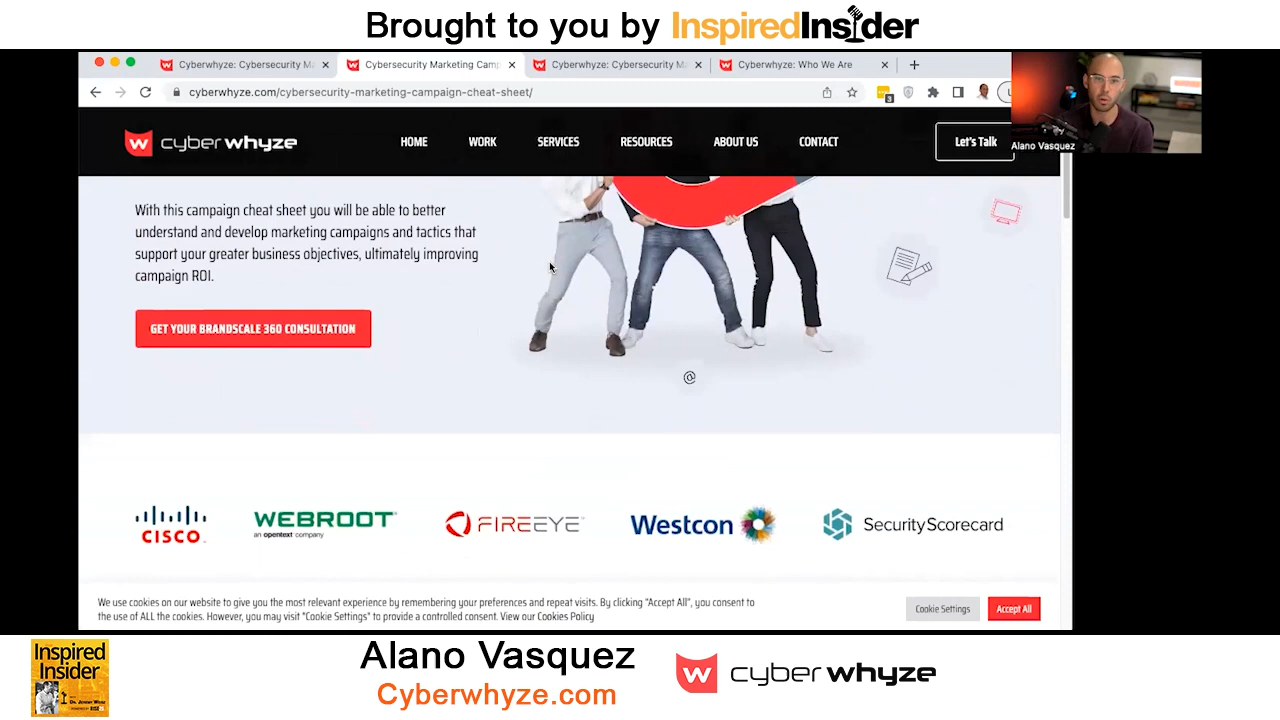 Brought to you by InspiredInsider
Cyberwhyze: Cybersecurity Ma
Cybersecurity Marketing Camp
Cyberwhyze: Cybersecurity Ma
Cyberwhyze: Who We Are
cyberwhyze.com/cybersecurity-marketing-campaign-cheat-sheet/
3
cyber whyze
HOME
WORK
SERVICES
RESOURCES
ABOUT US
CONTACT
Let's Talk
Alano Vasquez
With this campaign cheat sheet you will be able to better
understand and develop marketing campaigns and tactics that
support your greater business objectives, ultimately improving
campaign ROI.
GET YOUR BRANDSCALE 360 CONSULTATION
@
CISCO
WEBROOT
an opentext company
FIREEYE
Westcon
SecurityScorecard
We use cookies on our website to give you the most relevant experience by remembering your preferences and repeat visits. By clicking "Accept All", you consent to
the use of ALL the cookies. However, you may visit "Cookie Settings" to provide a controlled consent. View our Cookies Policy
Cookie Settings
Accept All
Inspired
Insider
Alano Vasquez
Cyberwhyze.com
cyber whyze